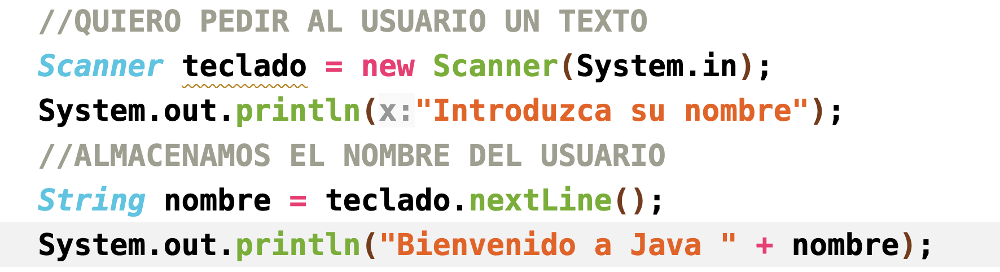 //QUIERO PEDIR AL USUARIO UN TEXTO
Scanner teclado = new Scanner(System.in);
System.out.println(x:"Introduzca su nombre");
//ALMACENAMOS EL NOMBRE DEL USUARIO
String nombre = teclado.nextLine();
System.out.println("Bienvenido a Java " + nombre);